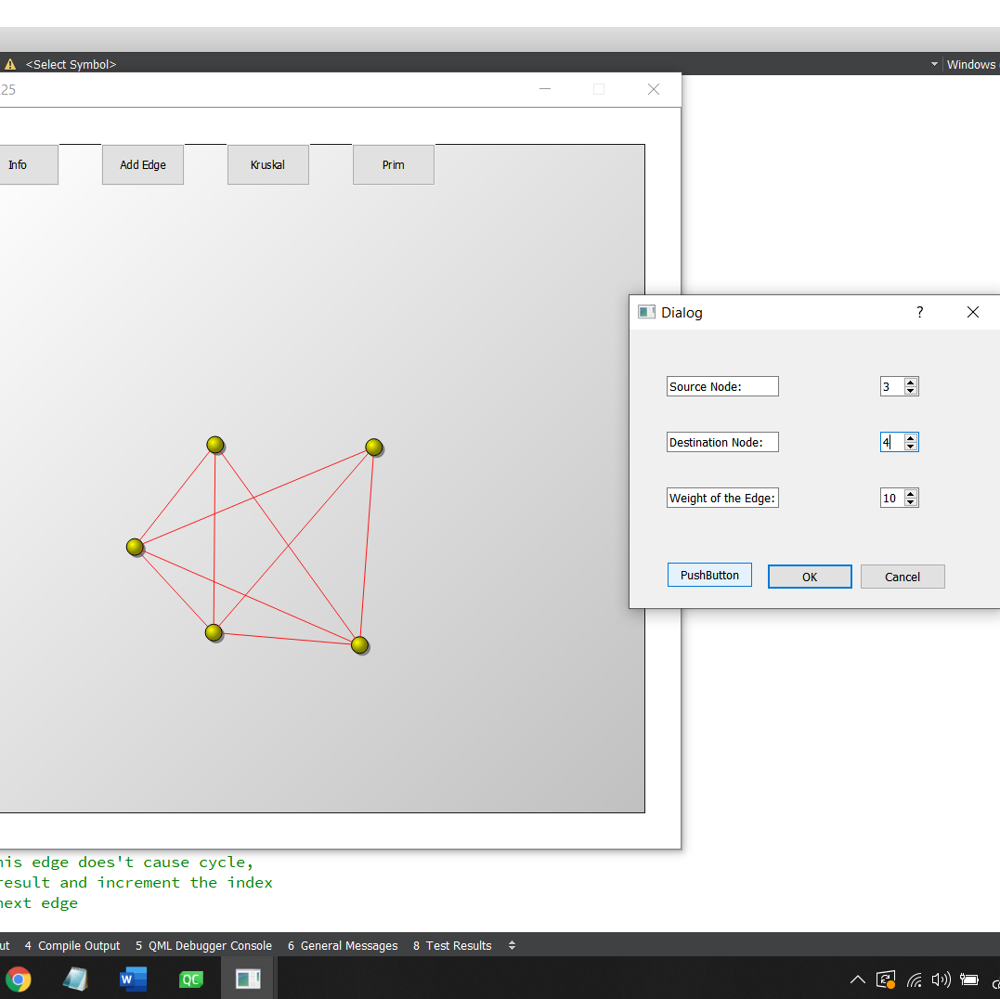 <Select Symbol>
Windows
25
Info
Add Edge
Kruskal
Prim
Dialog
?
Source Node:
3
Destination Node:
4
Weight of the Edge:
10
PushButton
OK
Cancel
his edge does't cause cycle,
result and increment the index
next edge
ut 4 Compile Output 5 QML Debugger Console 6 General Messages 8 Test Results
W
QC